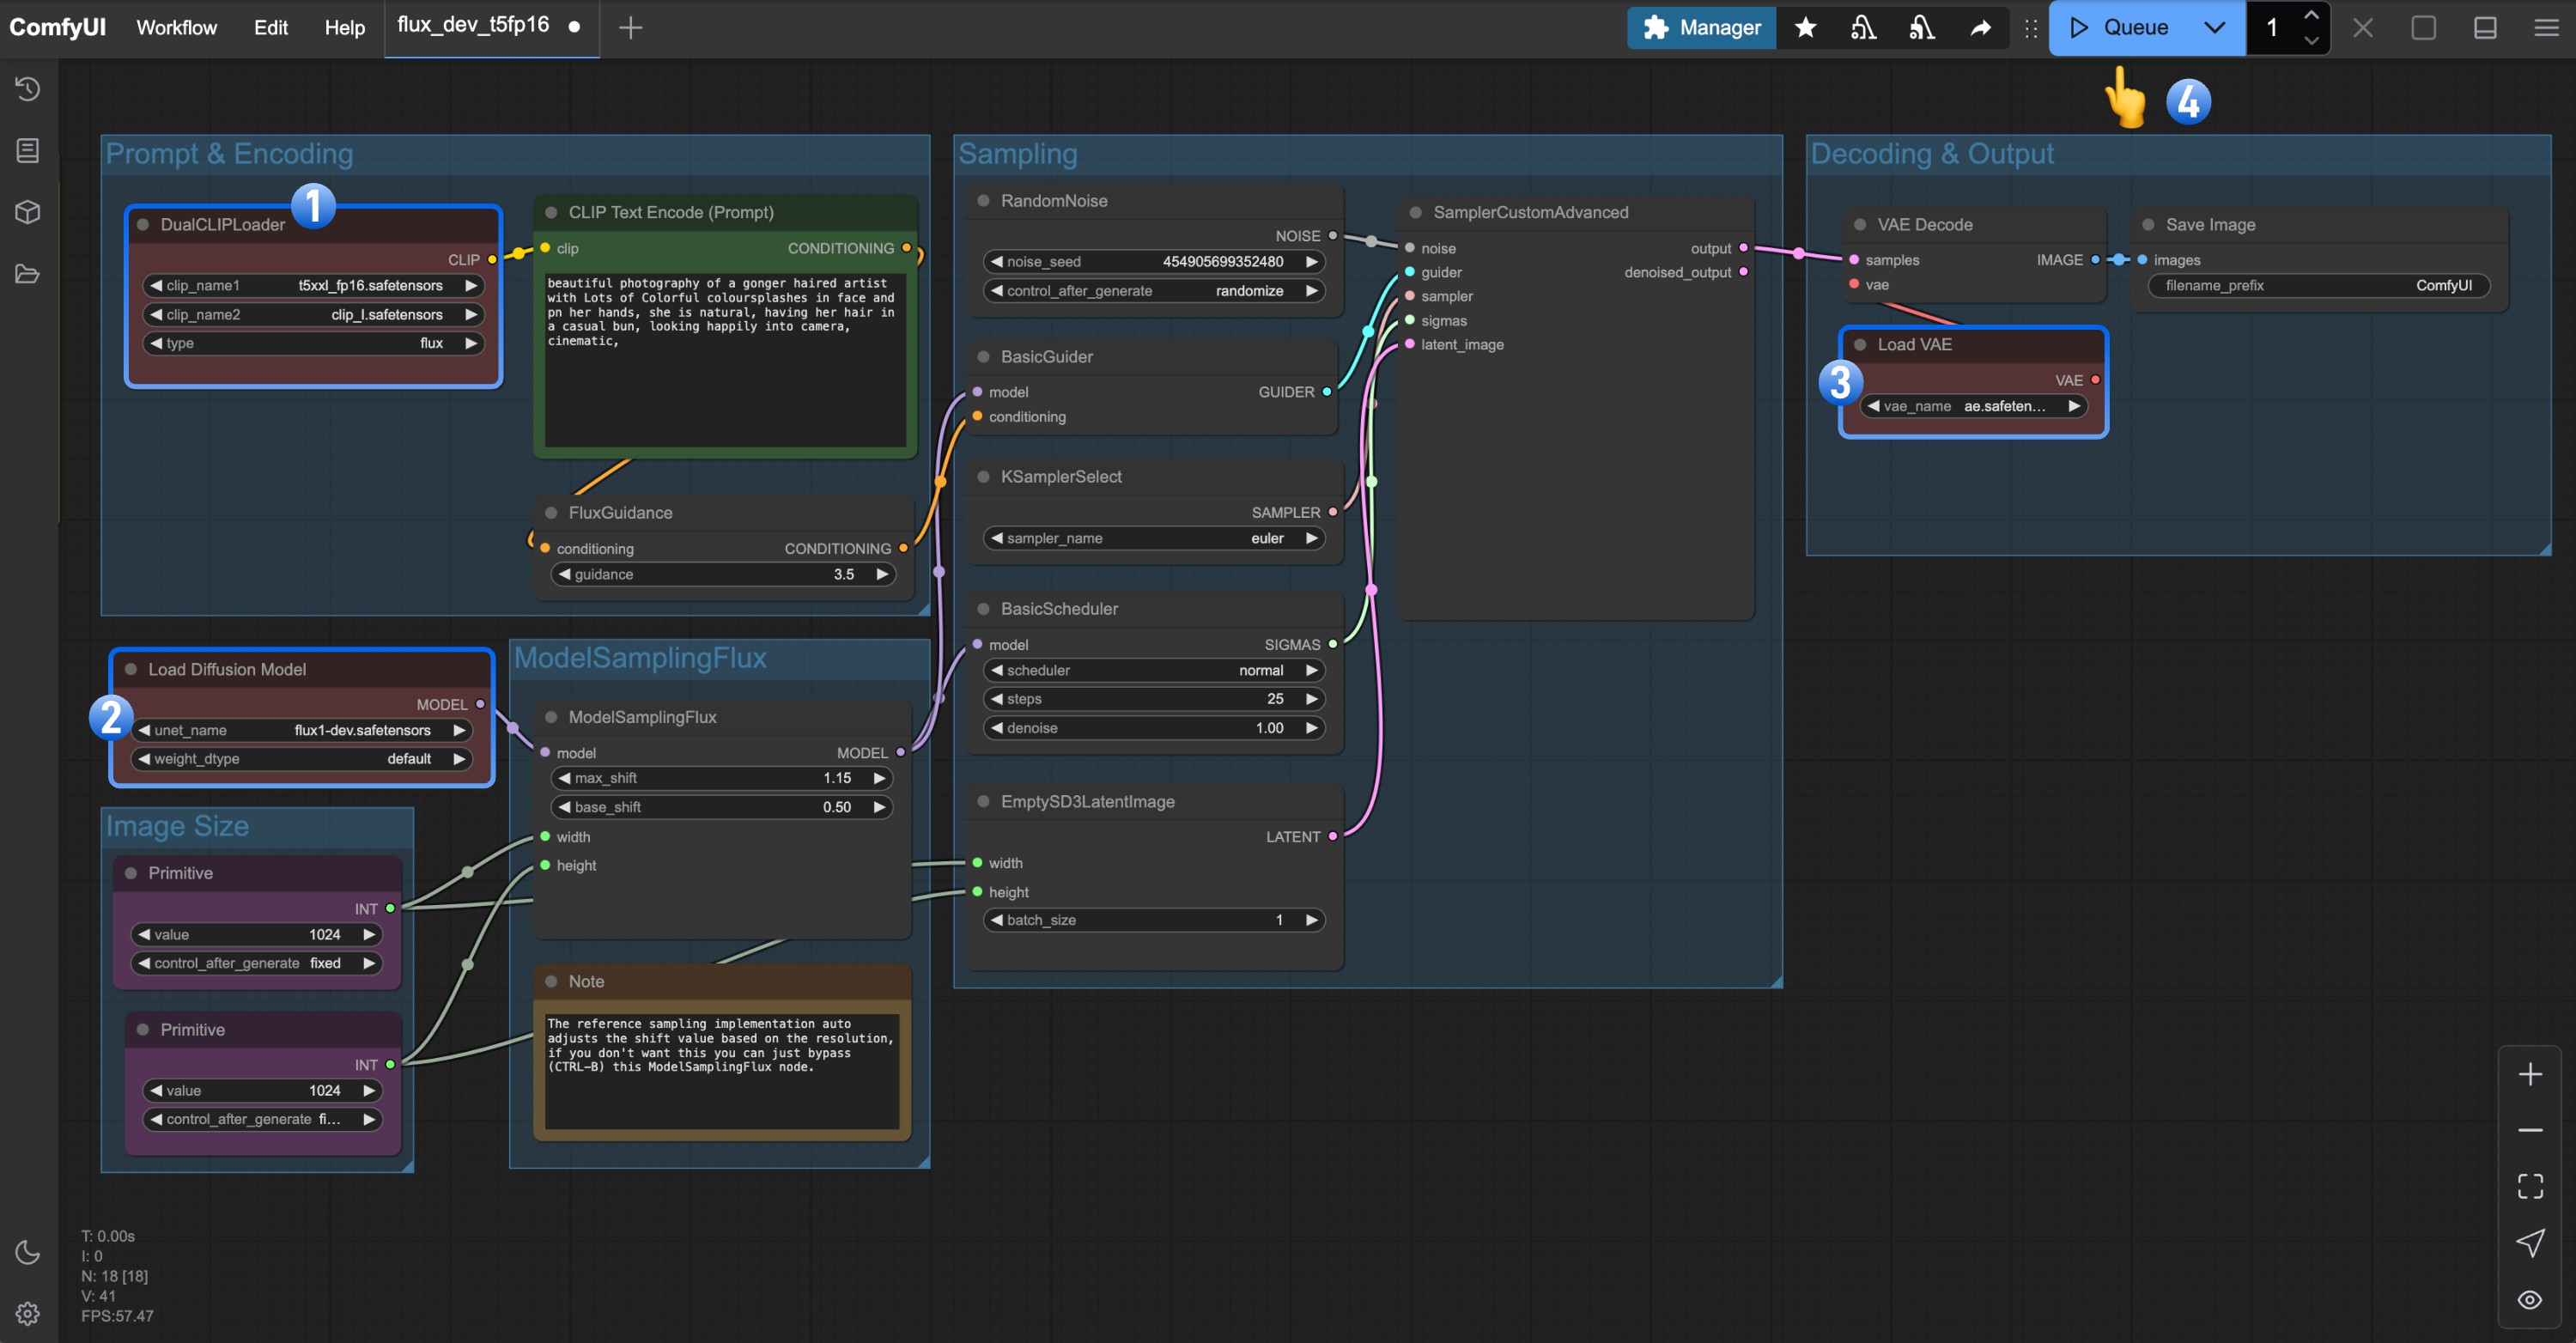 ComfyUI Workflow Edit Help flux_dev_t5fp16 Manager Queue 1
4
Prompt & Encoding
1
DualCLIPLoader
CLIP
clip_name1 t5xxl_fp16.safetensors
clip_name2 clip_l.safetensors
type flux
CLIP Text Encode (Prompt)
clip CONDITIONING
beautiful photography of a gonger haired artist
with Lots of Colorful coloursplashes in face and
pn her hands, she is natural, having her hair in
a casual bun, looking happily into camera,
cinematic,
FluxGuidance
conditioning CONDITIONING
guidance 3.5
Load Diffusion Model
2
MODEL
unet_name flux1-dev.safetensors
weight_dtype default
Image Size
Primitive
INT
value 1024
control_after_generate fixed
Primitive
INT
value 1024
control_after_generate fi...
ModelSamplingFlux
ModelSamplingFlux
model MODEL
max_shift 1.15
base_shift 0.50
width
height
Note
The reference sampling implementation auto
adjusts the shift value based on the resolution,
if you don't want this you can just bypass
(CTRL-B) this ModelSamplingFlux node.
Sampling
RandomNoise
NOISE
noise_seed 454905699352480
control_after_generate randomize
BasicGuider
model GUIDER
conditioning
KSamplerSelect
SAMPLER
sampler_name euler
BasicScheduler
model SIGMAS
scheduler normal
steps 25
denoise 1.00
EmptySD3LatentImage
LATENT
width
height
batch_size 1
SamplerCustomAdvanced
noise output
guider denoised_output
sampler
sigmas
latent_image
Decoding & Output
VAE Decode
samples IMAGE
vae
Save Image
images
filename_prefix ComfyUI
Load VAE
3
VAE
vae_name ae.safeten...
T: 0.00s
I: 0
N: 18 [18]
V: 41
FPS:57.47